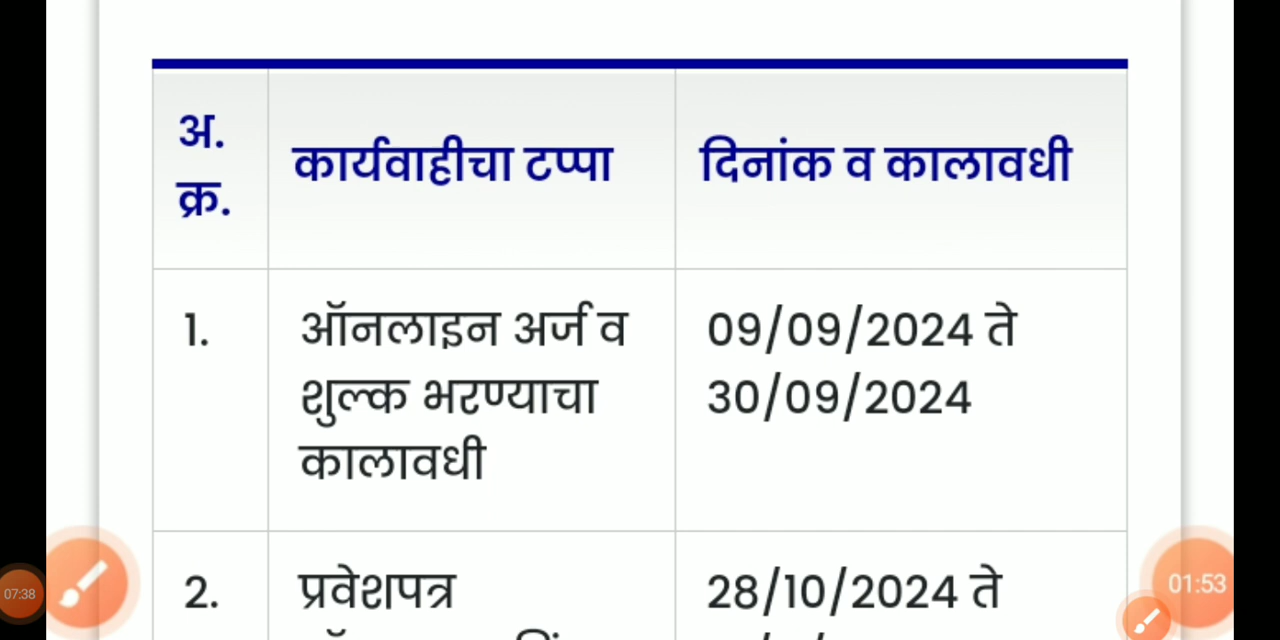 अ.
क्र.
कार्यवाहीचा टप्पा
दिनांक व कालावधी
1.
ऑनलाइन अर्ज व
शुल्क भरण्याचा
कालावधी
09/09/2024 ते
30/09/2024
2.
प्रवेशपत्र
28/10/2024 ते
07:38
01:53